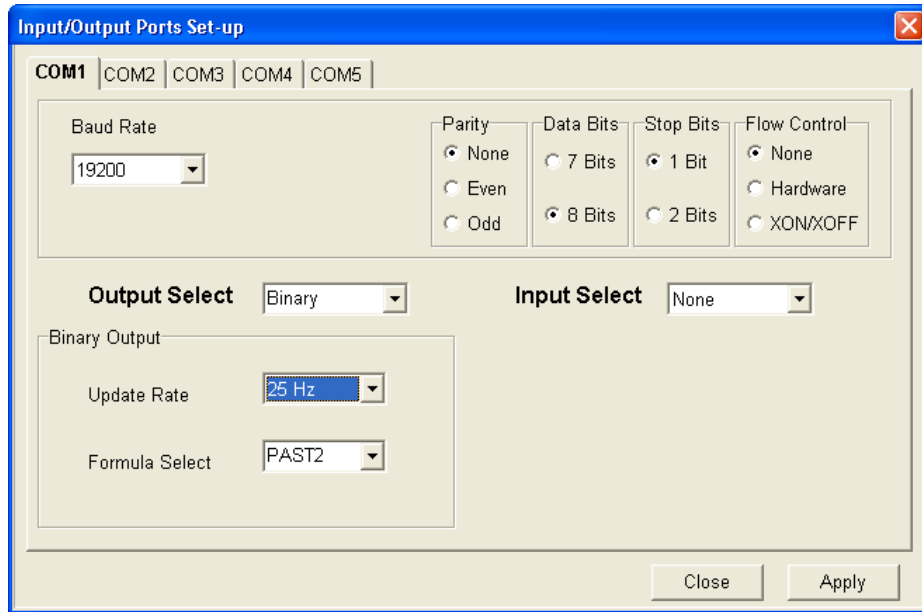 Input/Output Ports Set-up
COM1 COM2 COM3 COM4 COM5
Baud Rate
19200
Parity
None
Even
Odd
Data Bits
7 Bits
8 Bits
Stop Bits
1 Bit
2 Bits
Flow Control
None
Hardware
XON/XOFF
Output Select Binary
Input Select None
Binary Output
Update Rate 25 Hz
Formula Select PAST2
Close Apply